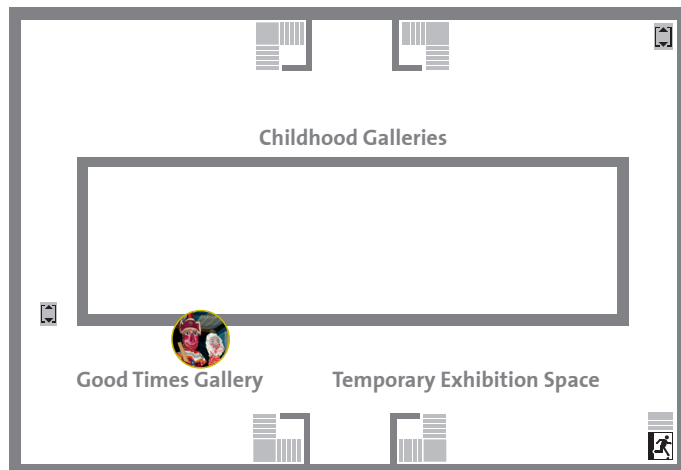 Childhood Galleries
Good Times Gallery
Temporary Exhibition Space